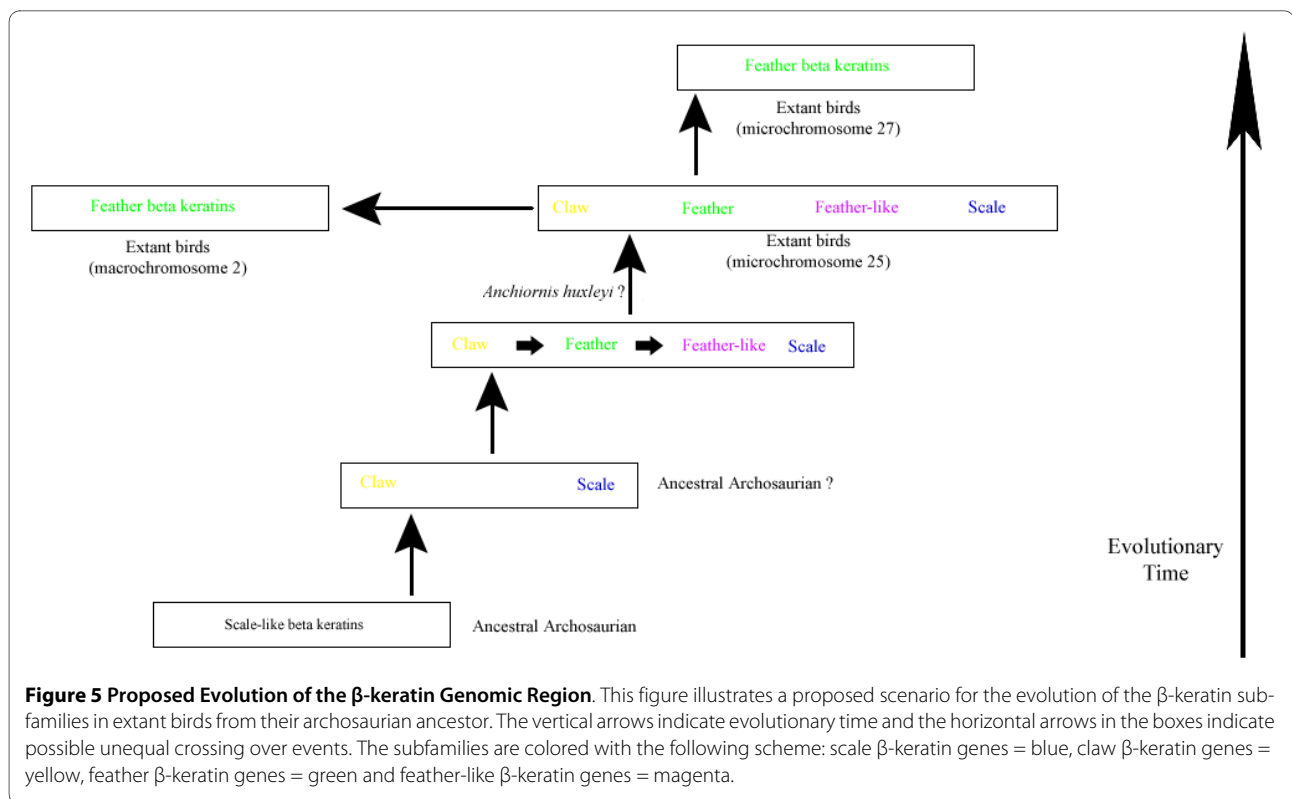 Feather beta keratins
Extant birds
(microchromosome 27)
Feather beta keratins
Claw Feather Feather-like Scale
Extant birds
(macrochromosome 2)
Extant birds
(microchromosome 25)
Anchiornis huxleyi ?
Claw Feather Feather-like Scale
Claw Scale
Ancestral Archosaurian ?
Evolutionary
Time
Scale-like beta keratins
Ancestral Archosaurian
Figure 5 Proposed Evolution of the β-keratin Genomic Region. This figure illustrates a proposed scenario for the evolution of the β-keratin sub-
families in extant birds from their archosaurian ancestor. The vertical arrows indicate evolutionary time and the horizontal arrows in the boxes indicate
possible unequal crossing over events. The subfamilies are colored with the following scheme: scale β-keratin genes = blue, claw β-keratin genes =
yellow, feather β-keratin genes = green and feather-like β-keratin genes = magenta.